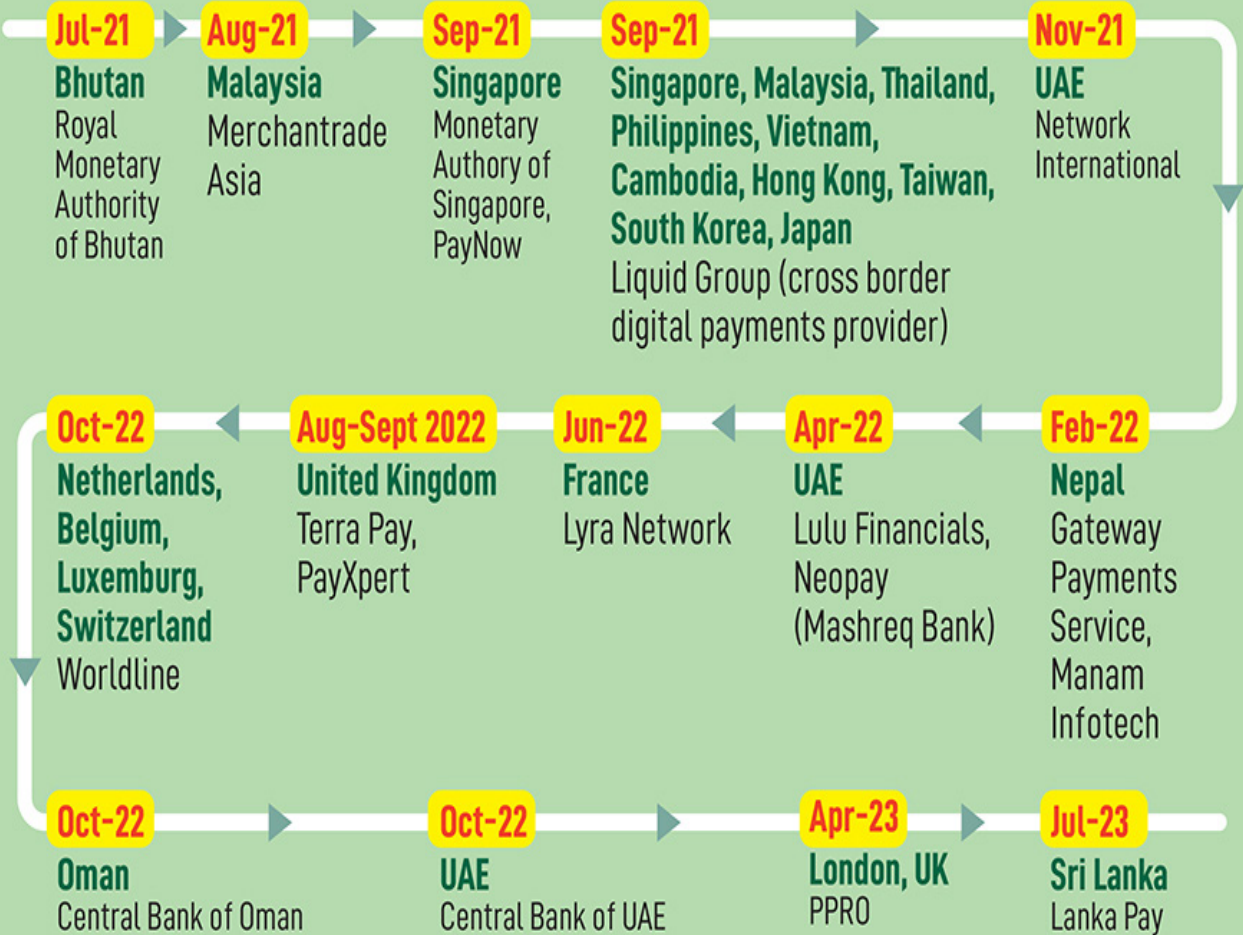 Jul-21
Bhutan
Royal
Monetary
Authority
of Bhutan
Aug-21
Malaysia
Merchantrade
Asia
Sep-21
Singapore
Monetary
Authory of
Singapore,
PayNow
Sep-21
Singapore, Malaysia, Thailand,
Philippines, Vietnam,
Cambodia, Hong Kong, Taiwan,
South Korea, Japan
Liquid Group (cross border
digital payments provider)
Nov-21
UAE
Network
International
Feb-22
Nepal
Gateway
Payments
Service,
Manam
Infotech
Apr-22
UAE
Lulu Financials,
Neopay
(Mashreq Bank)
Jun-22
France
Lyra Network
Aug-Sept 2022
United Kingdom
Terra Pay,
PayXpert
Oct-22
Netherlands,
Belgium,
Luxemburg,
Switzerland
Worldline
Oct-22
Oman
Central Bank of Oman
Oct-22
UAE
Central Bank of UAE
Apr-23
London, UK
PPRO
Jul-23
Sri Lanka
Lanka Pay